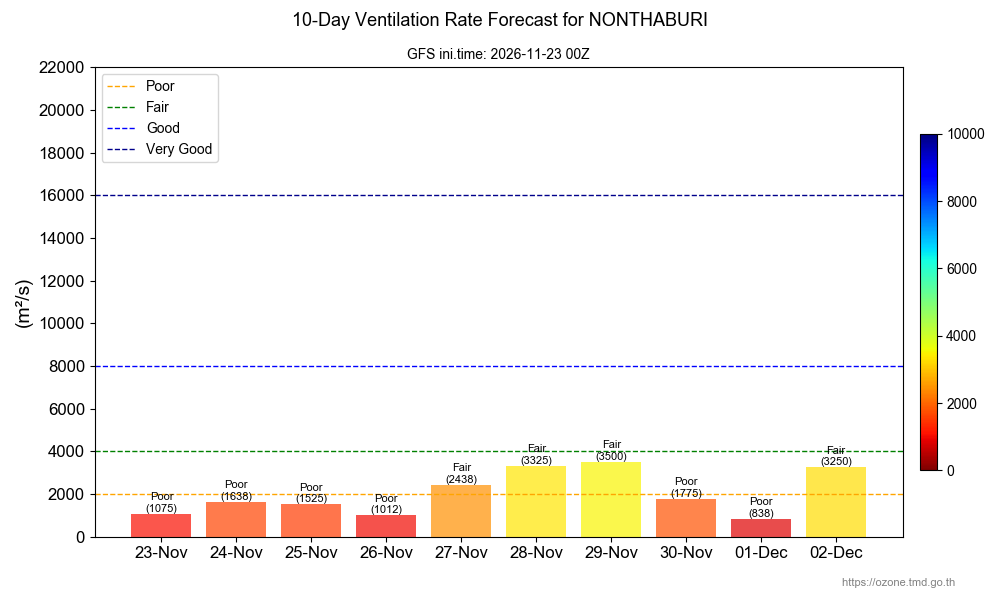 10-Day Ventilation Rate Forecast for NONTHABURI
GFS ini.time: 2026-11-23 00Z
22000
20000
18000
16000
14000
12000
10000
8000
6000
4000
2000
0
(m²/s)
Poor
Fair
Good
Very Good
Poor
(1075)
Poor
(1638)
Poor
(1525)
Poor
(1012)
Fair
(2438)
Fair
(3325)
Fair
(3500)
Poor
(1775)
Poor
(838)
Fair
(3250)
23-Nov
24-Nov
25-Nov
26-Nov
27-Nov
28-Nov
29-Nov
30-Nov
01-Dec
02-Dec
10000
8000
6000
4000
2000
0
https://ozone.tmd.go.th